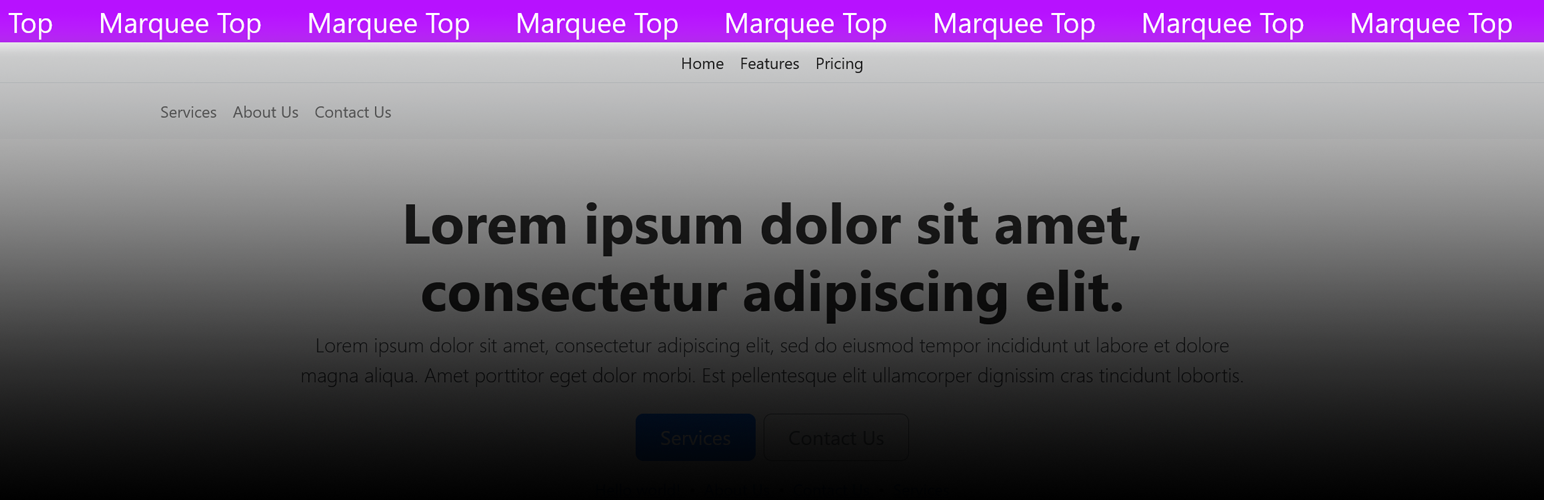 Top Marquee Top Marquee Top Marquee Top Marquee Top Marquee Top Marquee Top Marquee Top
Home Features Pricing
Services About Us Contact Us
Lorem ipsum dolor sit amet,
consectetur adipiscing elit.
Lorem ipsum dolor sit amet, consectetur adipiscing elit, sed do eiusmod tempor incididunt ut labore et dolore
magna aliqua. Amet porttitor eget dolor morbi. Est pellentesque elit ullamcorper dignissim cras tincidunt lobortis.
Services Contact Us